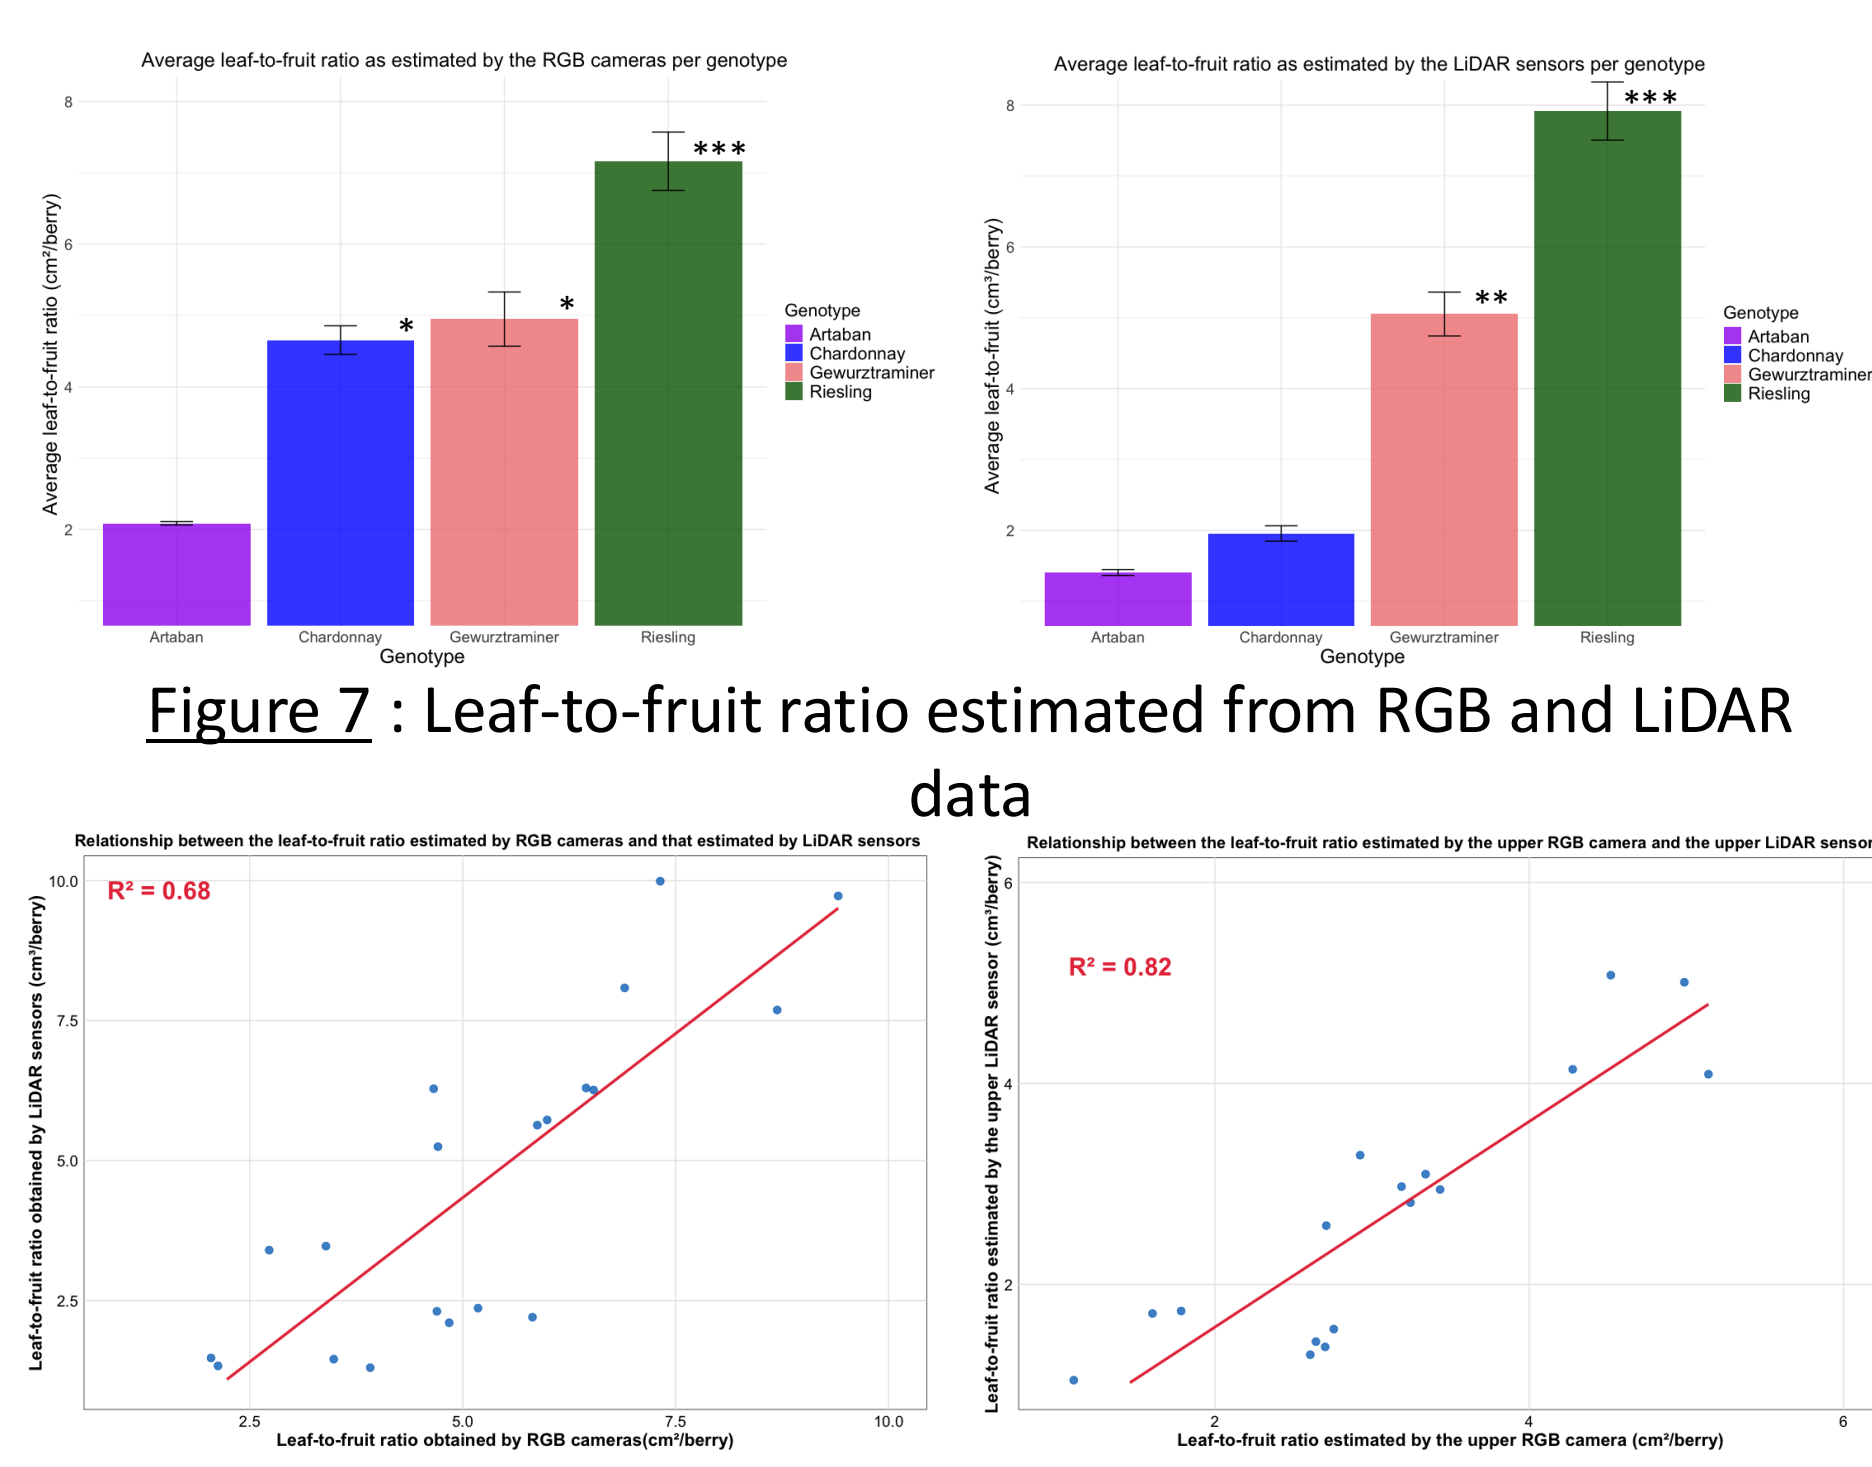 Average leaf-to-fruit ratio as estimated by the RGB cameras per genotype
Average leaf-to-fruit ratio (cm²/berry)
8
6
4
2
*
*
***
Artaban
Chardonnay
Gewurztraminer
Riesling
Genotype
Genotype
Artaban
Chardonnay
Gewurztraminer
Riesling
Average leaf-to-fruit ratio as estimated by the LiDAR sensors per genotype
Average leaf-to-fruit (cm³/berry)
8
6
4
2
**
***
Artaban
Chardonnay
Gewurztraminer
Riesling
Genotype
Genotype
Artaban
Chardonnay
Gewurztraminer
Riesling
Figure 7 : Leaf-to-fruit ratio estimated from RGB and LiDAR
data
Relationship between the leaf-to-fruit ratio estimated by RGB cameras and that estimated by LiDAR sensors
Leaf-to-fruit ratio obtained by LiDAR sensors (cm³/berry)
R² = 0.68
10.0
7.5
5.0
2.5
2.5
5.0
7.5
10.0
Leaf-to-fruit ratio obtained by RGB cameras(cm²/berry)
Relationship between the leaf-to-fruit ratio estimated by the upper RGB camera and the upper LiDAR sensor
Leaf-to-fruit ratio estimated by the upper LiDAR sensor (cm³/berry)
R² = 0.82
6
4
2
2
4
6
Leaf-to-fruit ratio estimated by the upper RGB camera (cm²/berry)